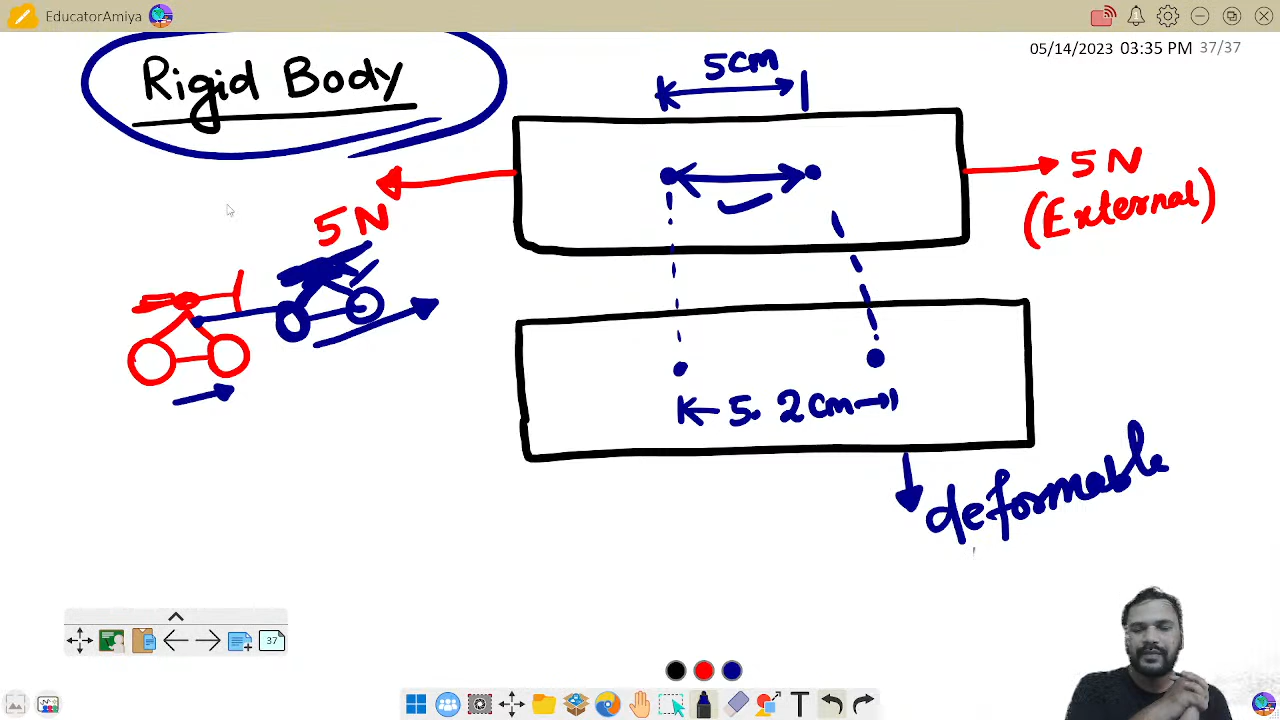 EducatorAmiya
05/14/2023 03:35 PM 37/37
Rigid Body
5cm
5N
(External)
5N
5.2cm
deformable
37
T